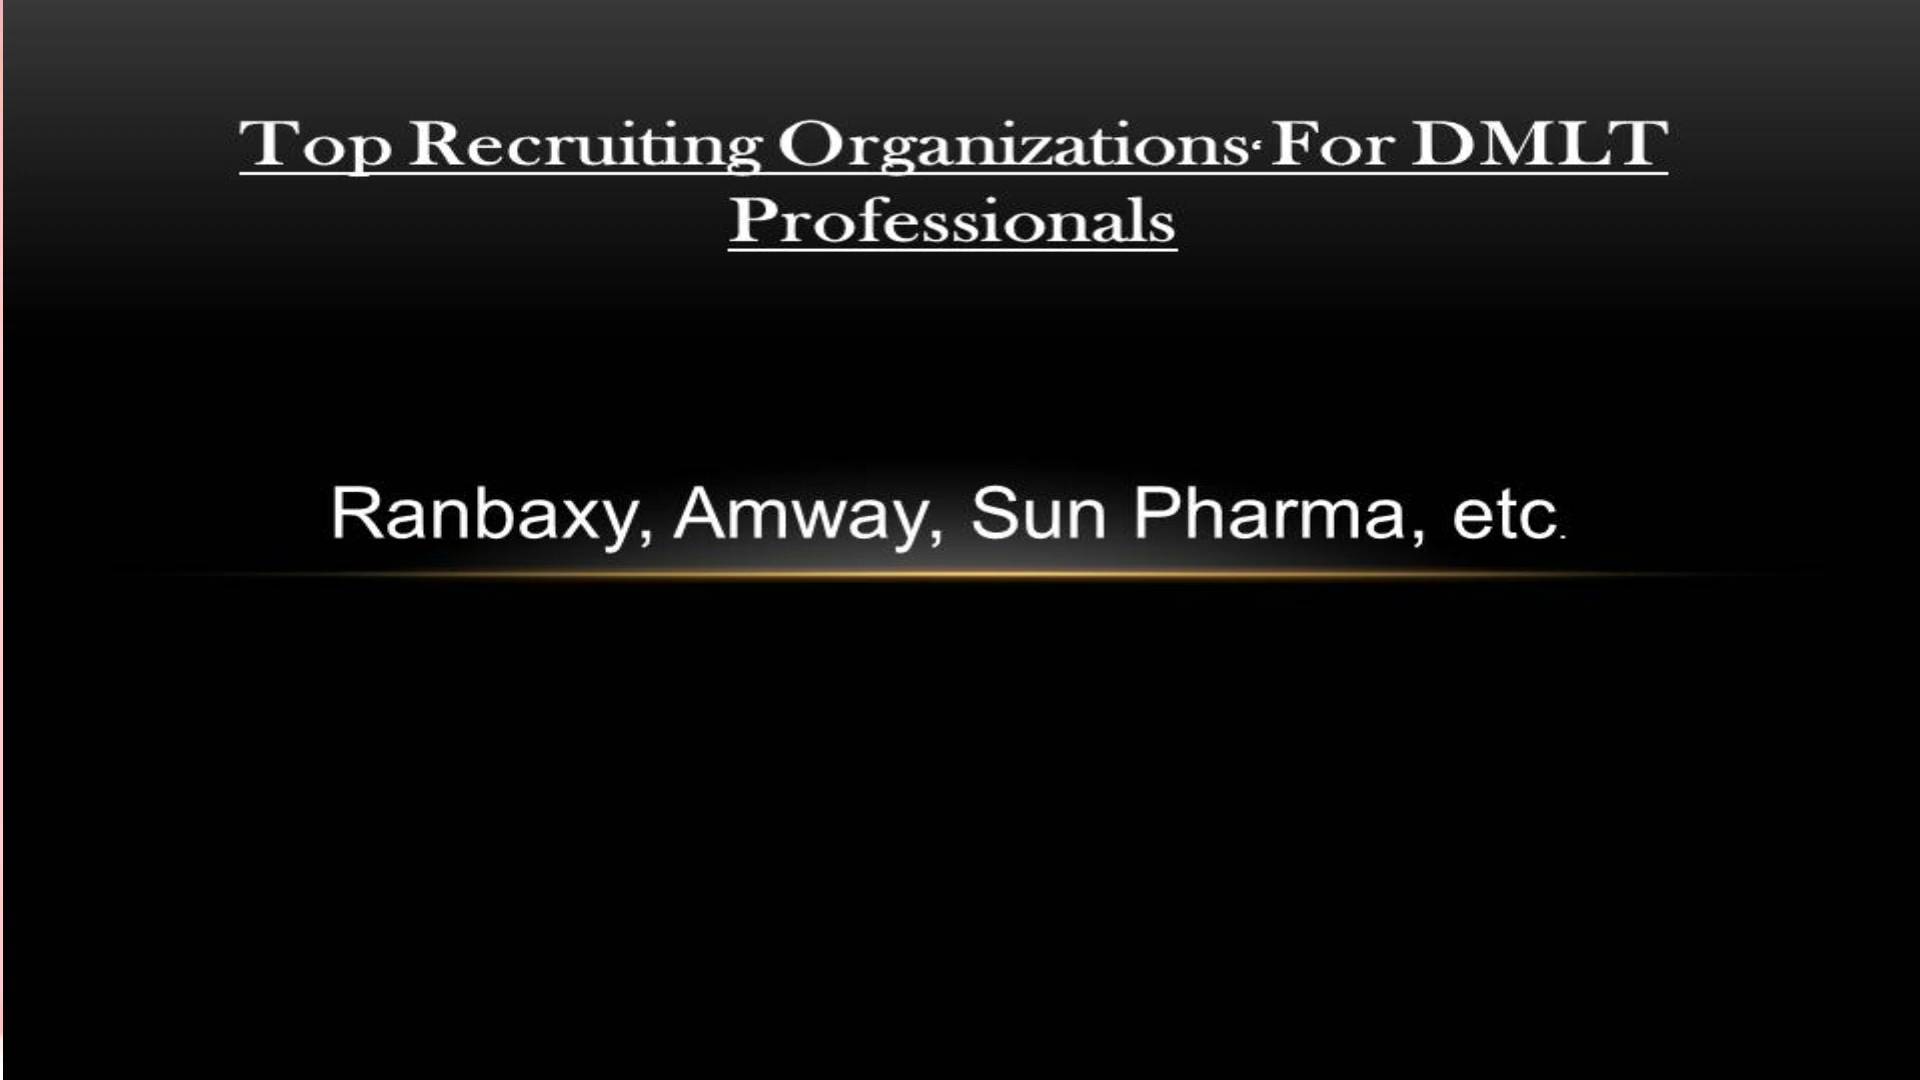 Top Recruiting Organizations‘ For DMLT
Professionals
Ranbaxy, Amway, Sun Pharma, etc.